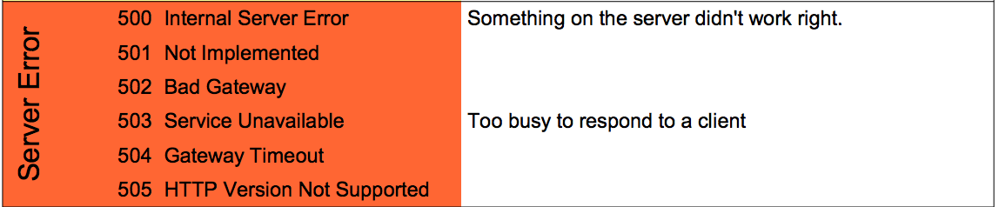 Server Error
500 Internal Server Error Something on the server didn't work right.
501 Not Implemented
502 Bad Gateway
503 Service Unavailable Too busy to respond to a client
504 Gateway Timeout
505 HTTP Version Not Supported